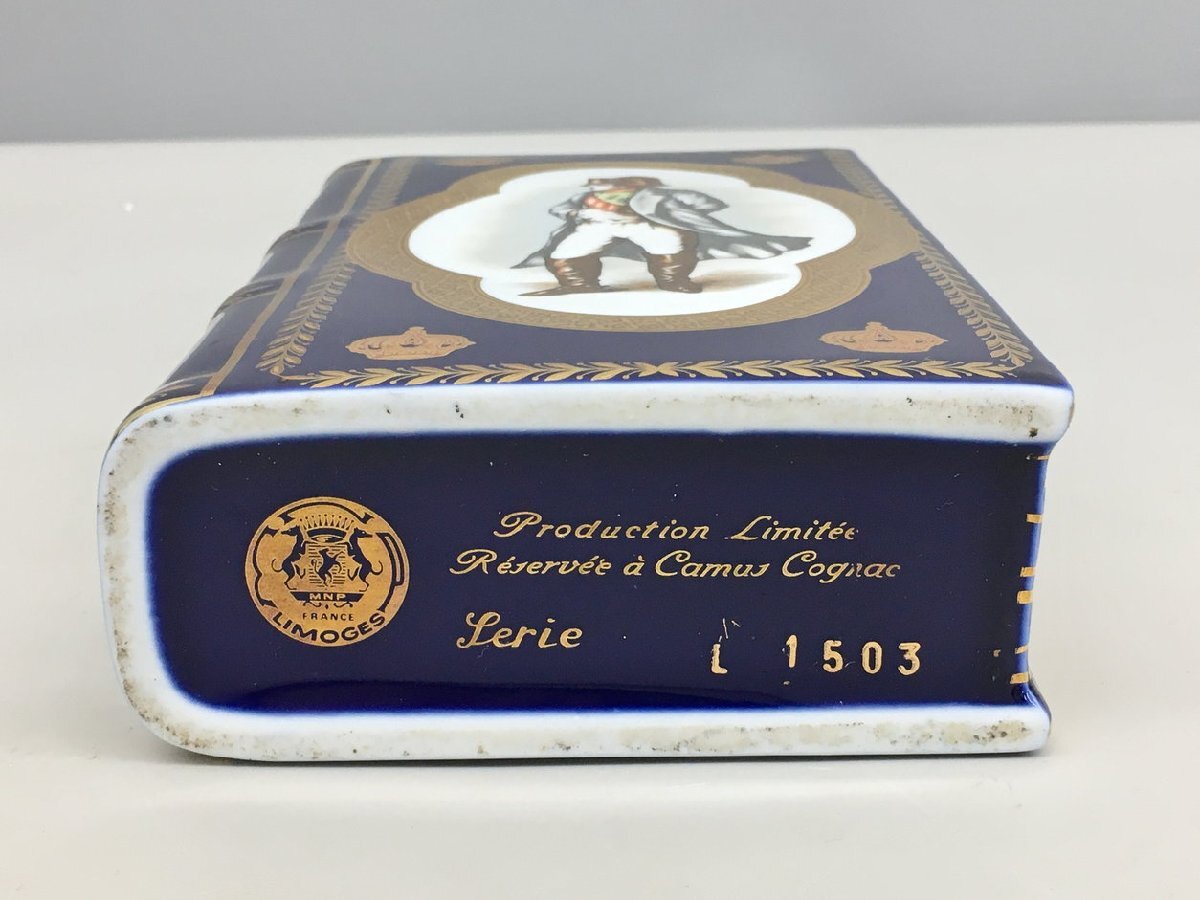 MNP
FRANCE
LIMOGES
Production Limitée
Réservée à Camus Cognac
Serie L 1503